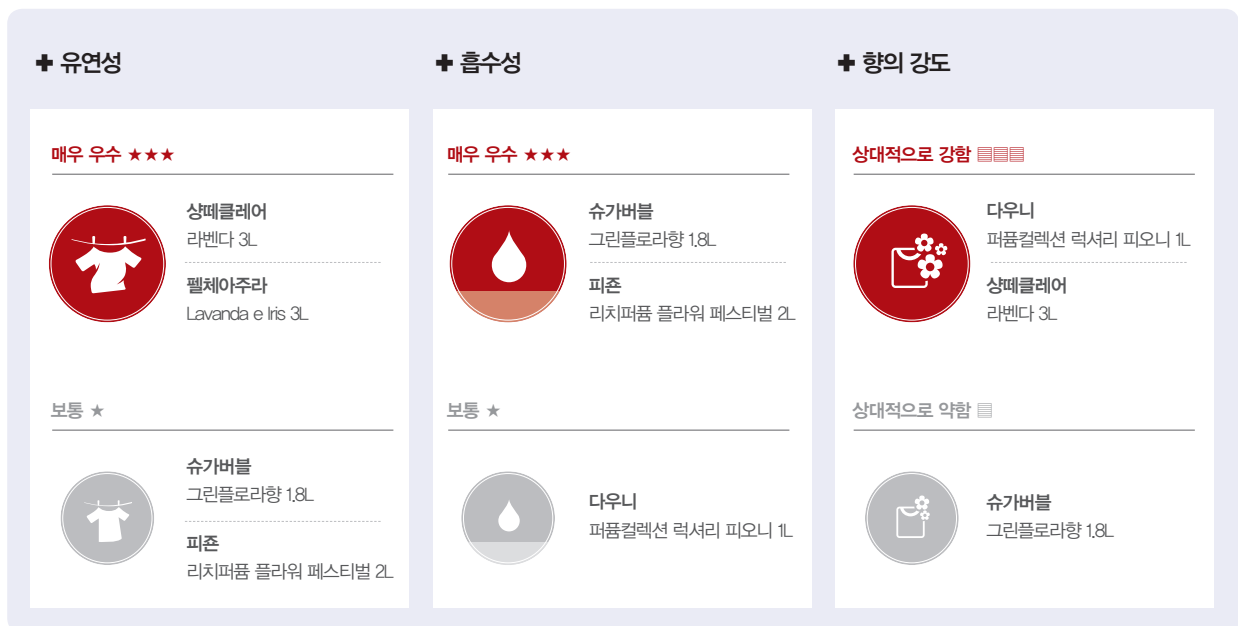 ✚ 유연성
매우 우수 ★★★
샹떼클레어
라벤다 3L
펠체아주라
Lavanda e Iris 3L
보통 ★
슈가버블
그린플로라향 1.8L
피죤
리치퍼퓸 플라워 페스티벌 2L
✚ 흡수성
매우 우수 ★★★
슈가버블
그린플로라향 1.8L
피죤
리치퍼퓸 플라워 페스티벌 2L
보통 ★
다우니
퍼퓸컬렉션 럭셔리 피오니 1L
✚ 향의 강도
상대적으로 강함 ▤▤▤
다우니
퍼퓸컬렉션 럭셔리 피오니 1L
샹떼클레어
라벤다 3L
상대적으로 약함 ▤
슈가버블
그린플로라향 1.8L